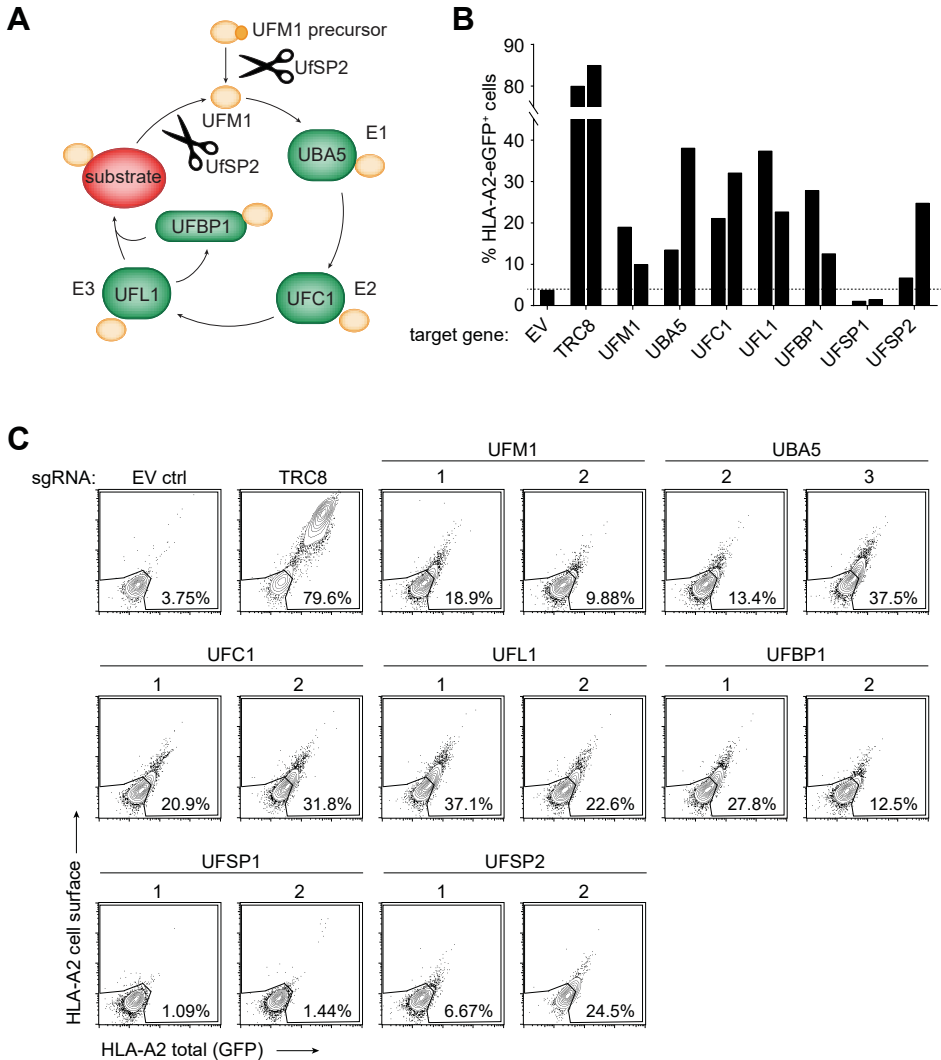 A
UFM1 precursor
UfSP2
UFM1
E1
UBA5
UfSP2
substrate
UFBP1
E3
UFL1
UFC1
E2
B
% HLA-A2-eGFP+ cells
90
80
40
30
20
10
0
target gene:
EV
TRC8
UFM1
UBA5
UFC1
UFL1
UFBP1
UFSP1
UFSP2
C
UFM1
UBA5
sgRNA:
EV ctrl
TRC8
1
2
2
3
3.75%
79.6%
18.9%
9.88%
13.4%
37.5%
UFC1
UFL1
UFBP1
1
2
1
2
1
2
20.9%
31.8%
37.1%
22.6%
27.8%
12.5%
UFSP1
UFSP2
1
2
1
2
1.09%
1.44%
6.67%
24.5%
HLA-A2 cell surface
HLA-A2 total (GFP)